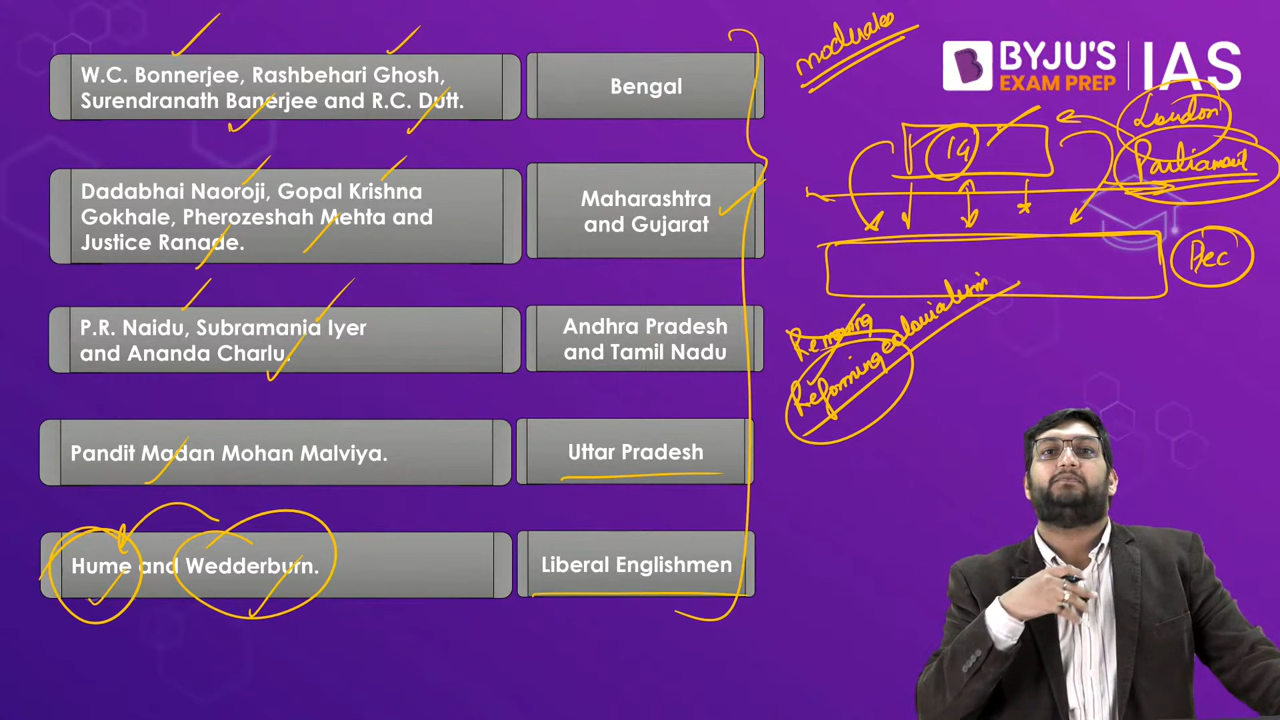 W.C. Bonnerjee, Rashbehari Ghosh,
Surendranath Banerjee and R.C. Dutt.
Bengal
Dadabhai Naoroji, Gopal Krishna
Gokhale, Pherozeshah Mehta and
Justice Ranade.
Maharashtra
and Gujarat
P.R. Naidu, Subramania Iyer
and Ananda Charlu.
Andhra Pradesh
and Tamil Nadu
Pandit Madan Mohan Malviya.
Uttar Pradesh
Hume and Wedderburn.
Liberal Englishmen
moderates
BYJU'S
EXAM PREP
IAS
London
Parliament
Removing
Reforming colonialism